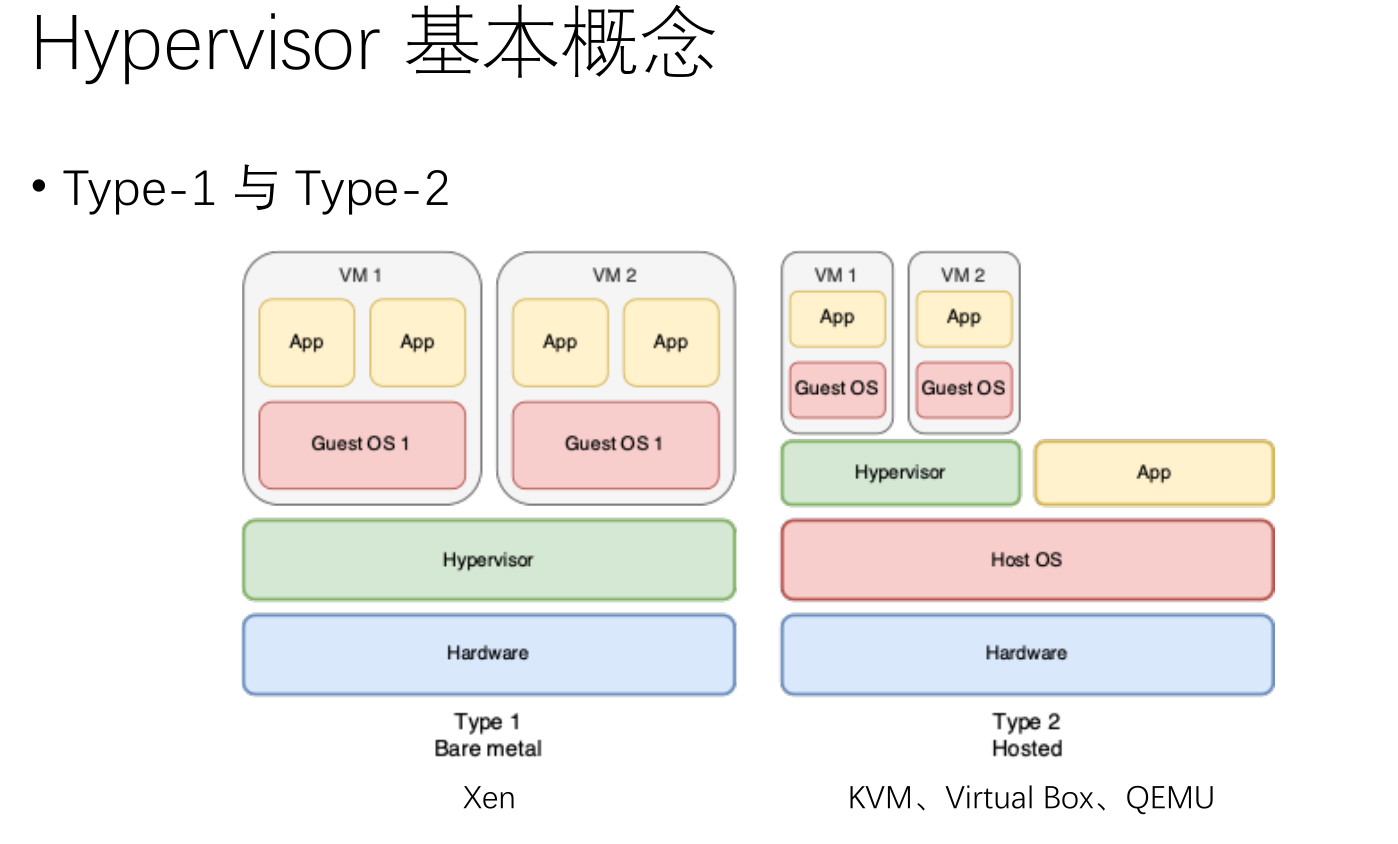 Hypervisor 基本概念
• Type-1 与 Type-2
VM 1
App App
Guest OS 1
VM 2
App App
Guest OS 1
Hypervisor
Hardware
Type 1
Bare metal
Xen
VM 1
App
Guest OS
VM 2
App
Guest OS
Hypervisor
App
Host OS
Hardware
Type 2
Hosted
KVM、Virtual Box、QEMU